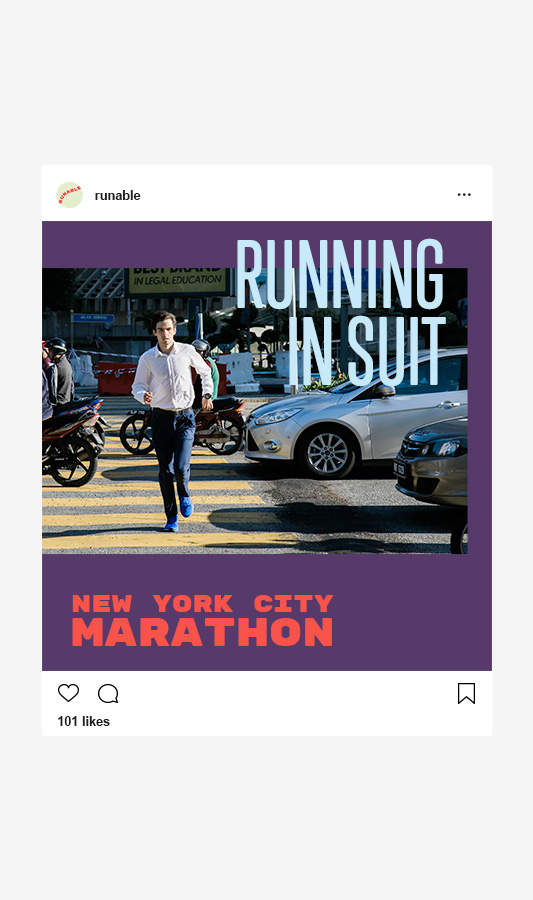 RUNABLE
runable
RUNNING
IN SUIT
BEST BRAND
IN LEGAL EDUCATION
NEW YORK CITY
MARATHON
101 likes